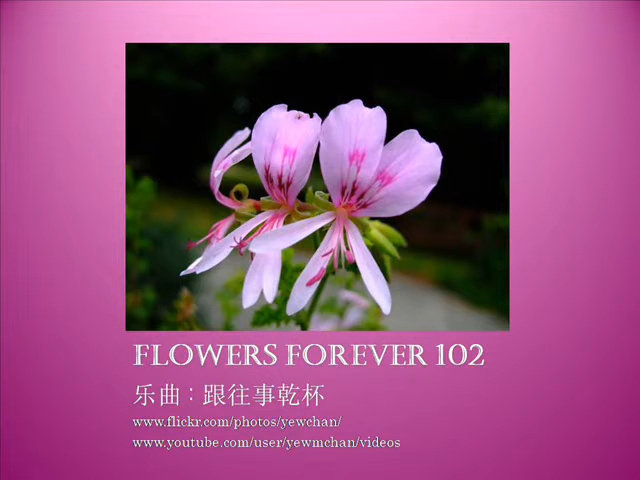 FLOWERS FOREVER 102
乐曲：跟往事乾杯
www.flickr.com/photos/yewchan/
www.youtube.com/user/yewmchan/videos